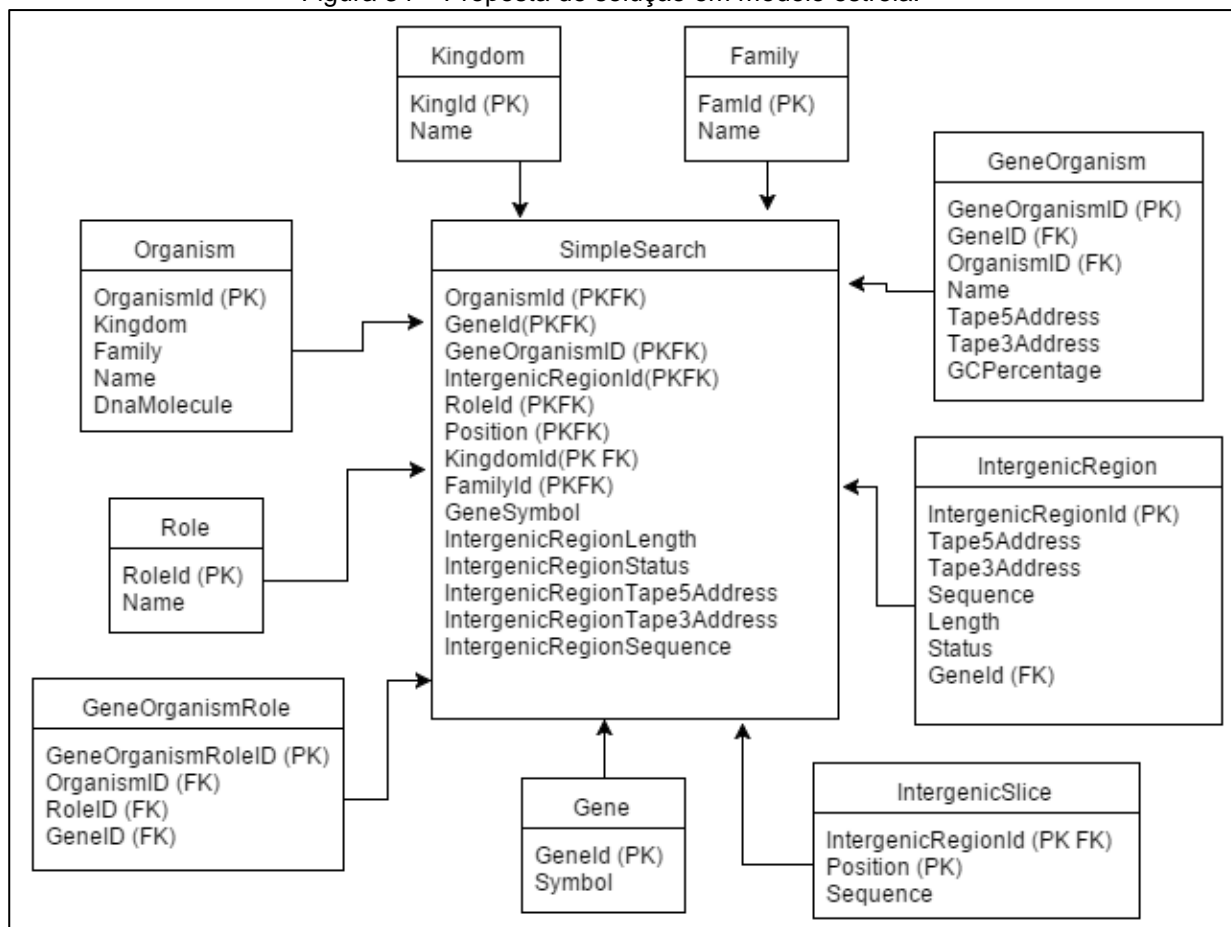 Kingdom
KingId (PK)
Name
Family
FamId (PK)
Name
GeneOrganism
GeneOrganismID (PK)
GeneID (FK)
OrganismID (FK)
Name
Tape5Address
Tape3Address
GCPercentage
Organism
OrganismId (PK)
Kingdom
Family
Name
DnaMolecule
SimpleSearch
OrganismId (PKFK)
GeneId(PKFK)
GeneOrganismID (PKFK)
IntergenicRegionId(PKFK)
RoleId (PKFK)
Position (PKFK)
KingdomId(PK FK)
FamilyId (PKFK)
GeneSymbol
IntergenicRegionLength
IntergenicRegionStatus
IntergenicRegionTape5Address
IntergenicRegionTape3Address
IntergenicRegionSequence
IntergenicRegion
IntergenicRegionId (PK)
Tape5Address
Tape3Address
Sequence
Length
Status
GeneId (FK)
Role
RoleId (PK)
Name
GeneOrganismRole
GeneOrganismRoleID (PK)
OrganismID (FK)
RoleID (FK)
GeneID (FK)
Gene
GeneId (PK)
Symbol
IntergenicSlice
IntergenicRegionId (PK FK)
Position (PK)
Sequence